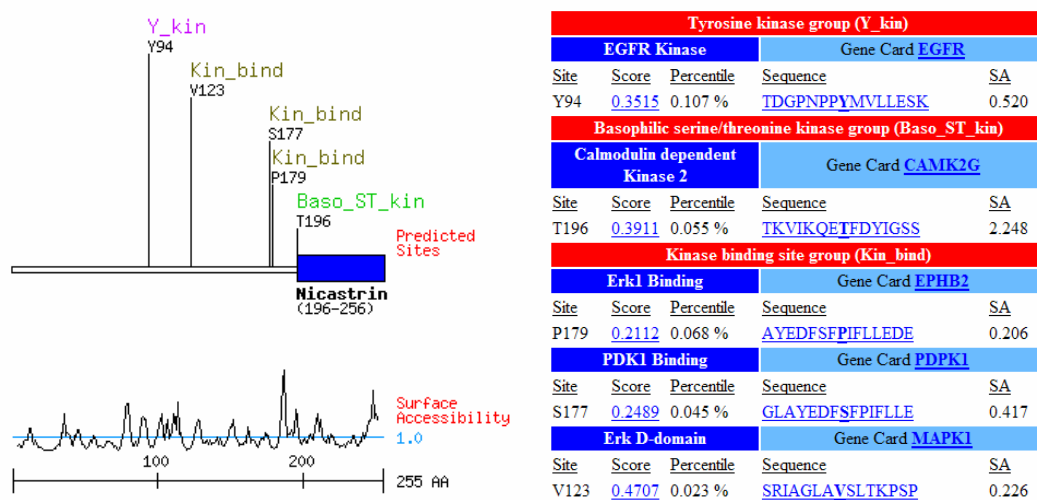 Y_kin
Y94
Kin_bind
V123
Kin_bind
S177
Kin_bind
P179
Baso_ST_kin
T196
Predicted
Sites
Nicastrin
(196-256)
Surface
Accessibility
1.0
100 200
255 AA
Tyrosine kinase group (Y_kin)
EGFR Kinase Gene Card EGFR
Site Score Percentile Sequence SA
Y94 0.3515 0.107 % TDGPNPPYMVLLESK 0.520
Basophilic serine/threonine kinase group (Baso_ST_kin)
Calmodulin dependent
Kinase 2
Gene Card CAMK2G
Site Score Percentile Sequence SA
T196 0.3911 0.055 % TKVIKQETFDYIGSS 2.248
Kinase binding site group (Kin_bind)
Erk1 Binding Gene Card EPHB2
Site Score Percentile Sequence SA
P179 0.2112 0.068 % AYEDFSFPIFLLEDE 0.206
PDK1 Binding Gene Card PDPK1
Site Score Percentile Sequence SA
S177 0.2489 0.045 % GLAYEDFSFPIFLLE 0.417
Erk D-domain Gene Card MAPK1
Site Score Percentile Sequence SA
V123 0.4707 0.023 % SRIAGLAVSLTKPSP 0.226